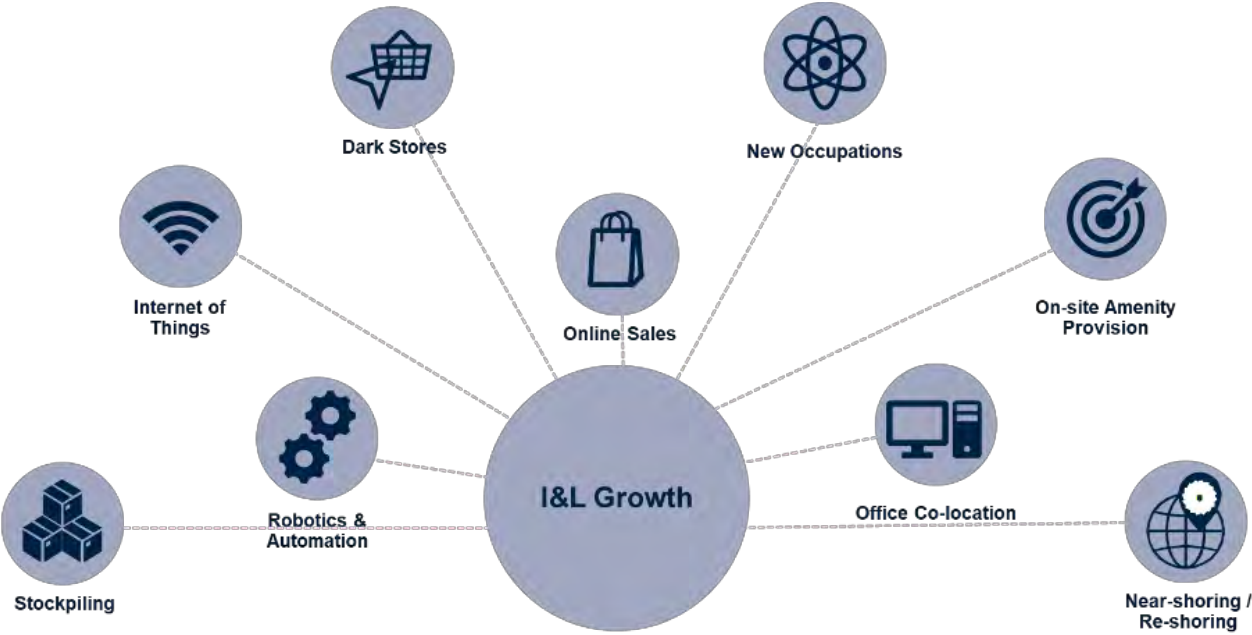 Dark Stores
New Occupations
Internet of
Things
Online Sales
On-site Amenity
Provision
I&L Growth
Robotics &
Automation
Office Co-location
Stockpiling
Near-shoring /
Re-shoring